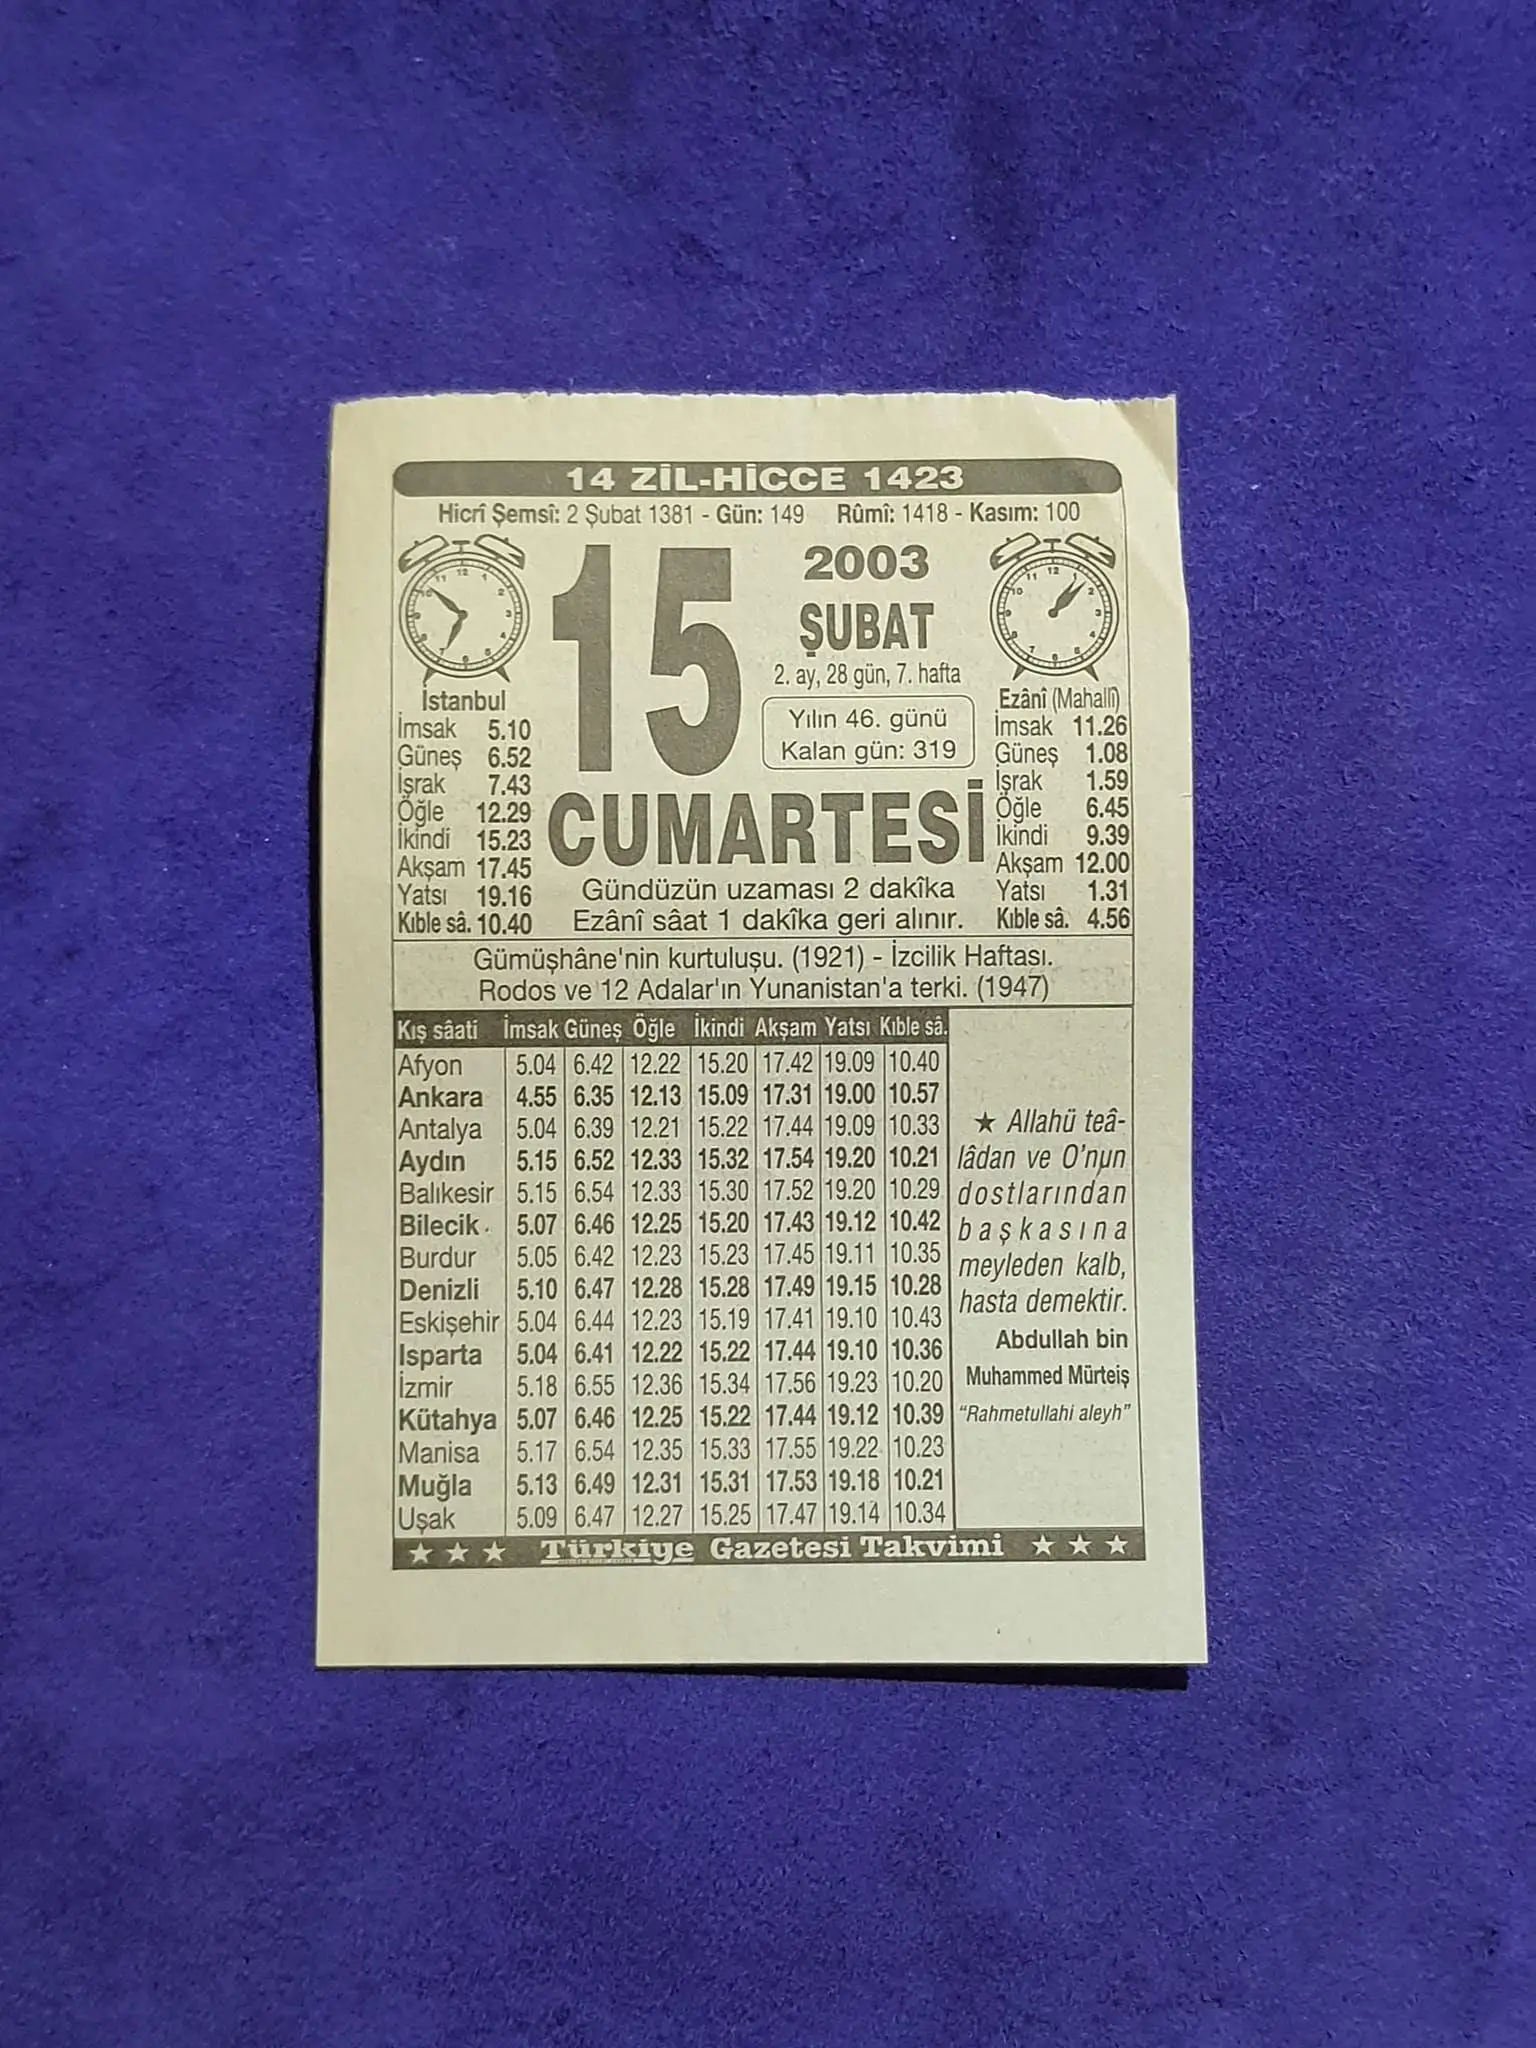 14 ZİL-HİCCE 1423
Hicrî Şemsî: 2 Şubat 1381 - Gün: 149 Rûmî: 1418 - Kasım: 100
15
2003
ŞUBAT
2. ay, 28 gün, 7. hafta
Yılın 46. günü
Kalan gün: 319
CUMARTESİ
Gündüzün uzaması 2 dakîka
Ezânî sâat 1 dakîka geri alınır.
İstanbul
İmsak 5.10
Güneş 6.52
İşrak 7.43
Öğle 12.29
İkindi 15.23
Akşam 17.45
Yatsı 19.16
Kıble sâ. 10.40
Ezânî (Mahallî)
İmsak 11.26
Güneş 1.08
İşrak 1.59
Öğle 6.45
İkindi 9.39
Akşam 12.00
Yatsı 1.31
Kıble sâ. 4.56
Gümüşhâne'nin kurtuluşu. (1921) - İzcilik Haftası.
Rodos ve 12 Adalar'ın Yunanistan'a terki. (1947)
Kış sâati İmsak Güneş Öğle İkindi Akşam Yatsı Kıble sâ.
Afyon 5.04 6.42 12.22 15.20 17.42 19.09 10.40
Ankara 4.55 6.35 12.13 15.09 17.31 19.00 10.57
Antalya 5.04 6.39 12.21 15.22 17.44 19.09 10.33
Aydın 5.15 6.52 12.33 15.32 17.54 19.20 10.21
Balıkesir 5.15 6.54 12.33 15.30 17.52 19.20 10.29
Bilecik 5.07 6.46 12.25 15.20 17.43 19.12 10.42
Burdur 5.05 6.42 12.23 15.23 17.45 19.11 10.35
Denizli 5.10 6.47 12.28 15.28 17.49 19.15 10.28
Eskişehir 5.04 6.44 12.23 15.19 17.41 19.10 10.43
Isparta 5.04 6.41 12.22 15.22 17.44 19.10 10.36
İzmir 5.18 6.55 12.36 15.34 17.56 19.23 10.20
Kütahya 5.07 6.46 12.25 15.22 17.44 19.12 10.39
Manisa 5.17 6.54 12.35 15.33 17.55 19.22 10.23
Muğla 5.13 6.49 12.31 15.31 17.53 19.18 10.21
Uşak 5.09 6.47 12.27 15.25 17.47 19.14 10.34
★ Allahü teâ-
lâdan ve O'nun
dostlarından
başkasına
meyleden kalb,
hasta demektir.
Abdullah bin
Muhammed Mürteiş
"Rahmetullahi aleyh"
★ ★ ★ Türkiye Gazetesi Takvimi ★ ★ ★